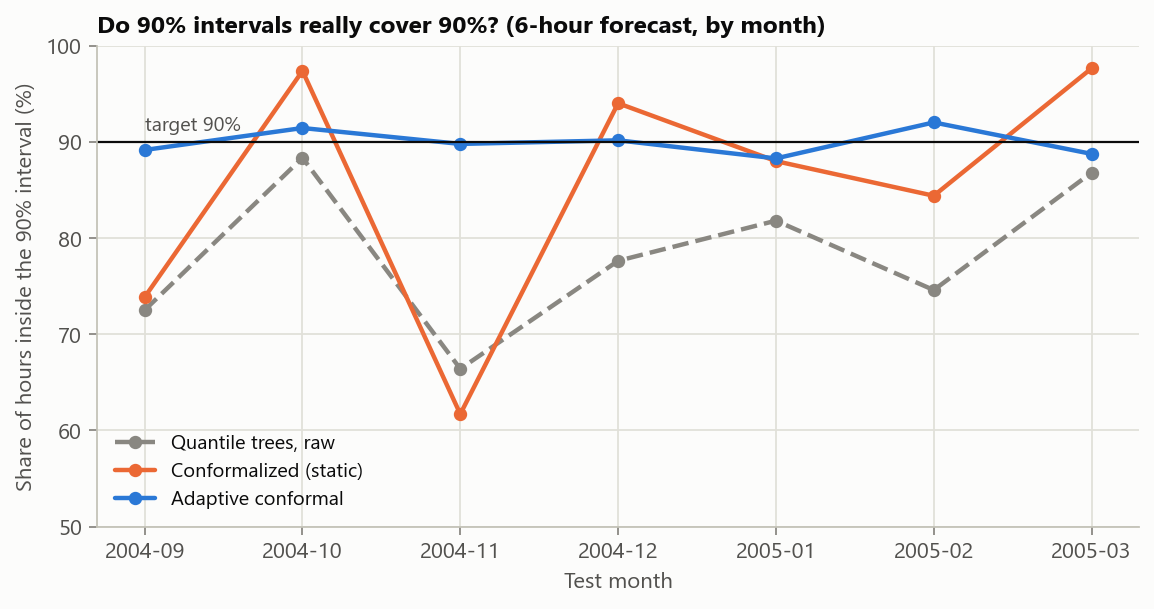 Do 90% intervals really cover 90%? (6-hour forecast, by month)
Share of hours inside the 90% interval (%)
100
90
80
70
60
50
target 90%
Quantile trees, raw
Conformalized (static)
Adaptive conformal
2004-09 2004-10 2004-11 2004-12 2005-01 2005-02 2005-03
Test month